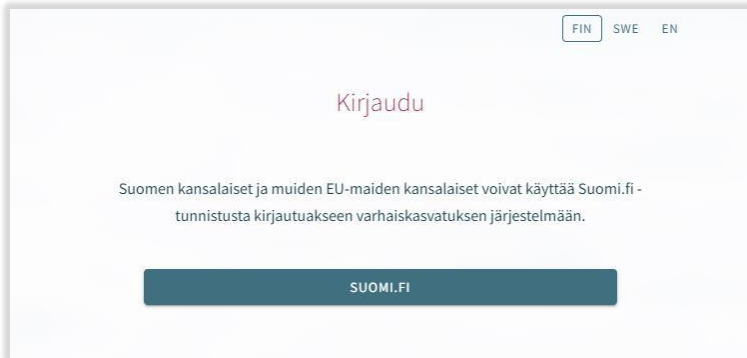 FIN SWE EN
Kirjaudu
Suomen kansalaiset ja muiden EU-maiden kansalaiset voivat käyttää Suomi.fi -
tunnistusta kirjautuakseen varhaiskasvatuksen järjestelmään.
SUOMI.FI